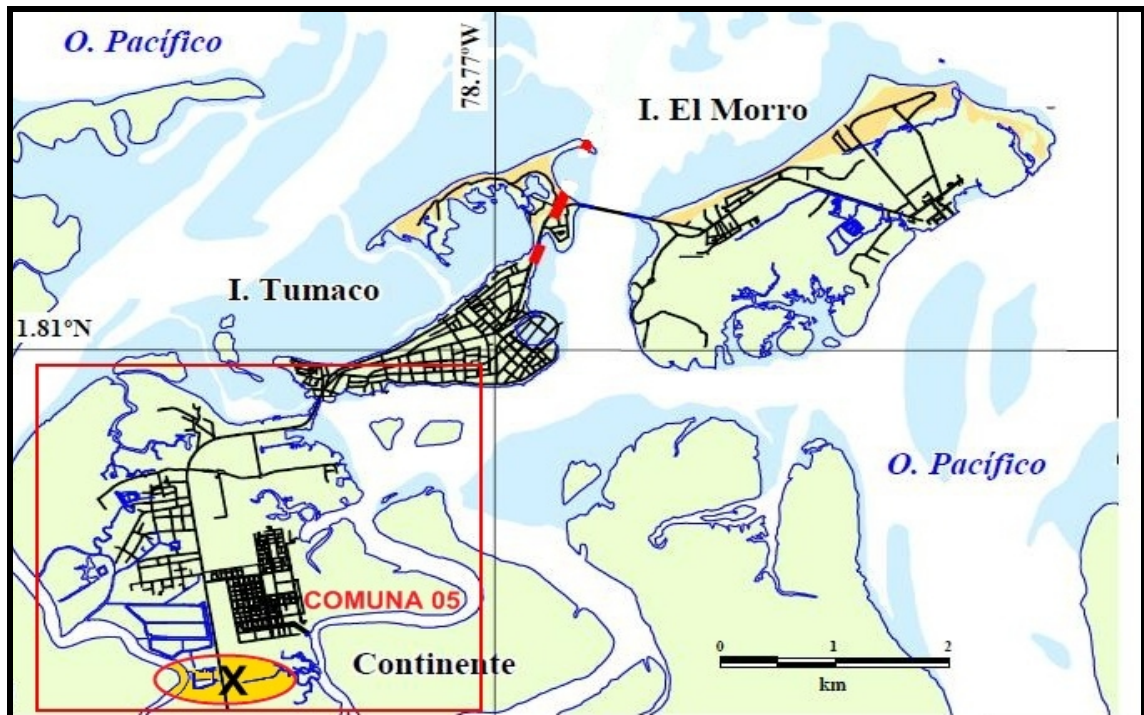 O. Pacífico
78.77°W
I. El Morro
I. Tumaco
1.81°N
O. Pacífico
COMUNA 05
Continente
X
0 1 2
km